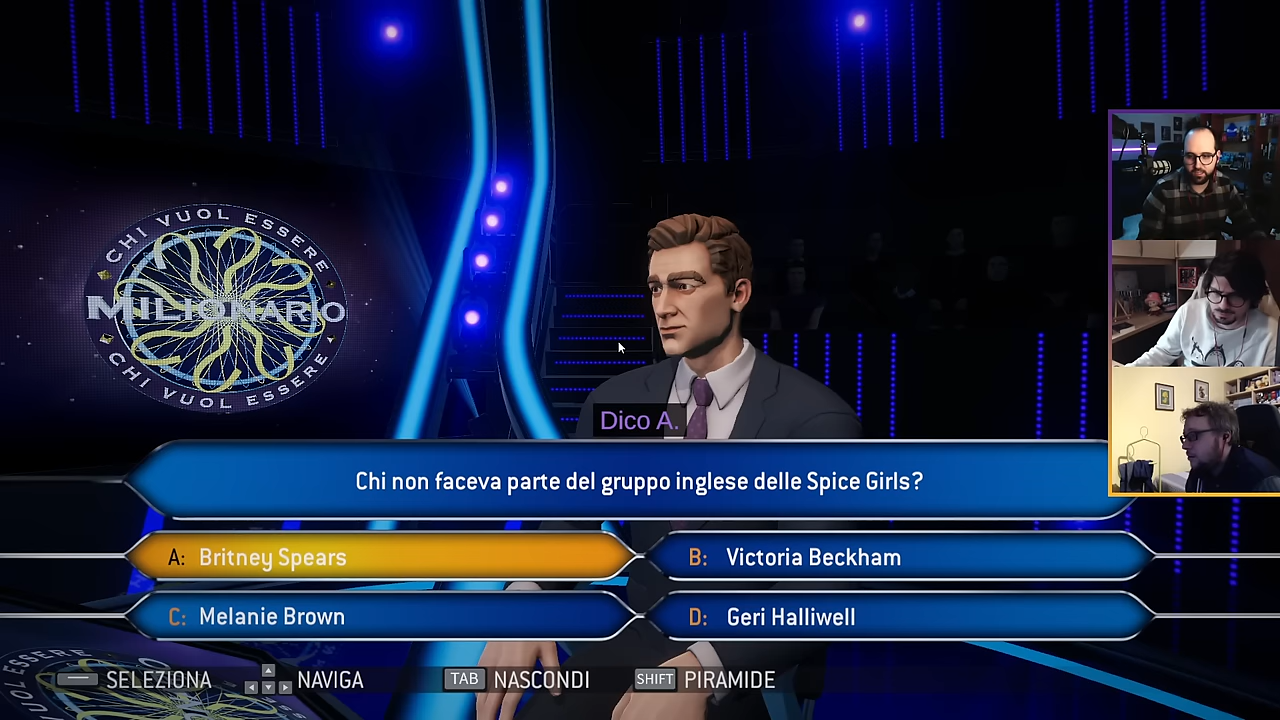 CHI VUOL ESSERE
MILIONARIO
CHI VUOL ESSERE
Dico A.
Chi non faceva parte del gruppo inglese delle Spice Girls?
A: Britney Spears
B: Victoria Beckham
C: Melanie Brown
D: Geri Halliwell
ESSERE
SELEZIONA
NAVIGA
TAB NASCONDI
SHIFT PIRAMIDE